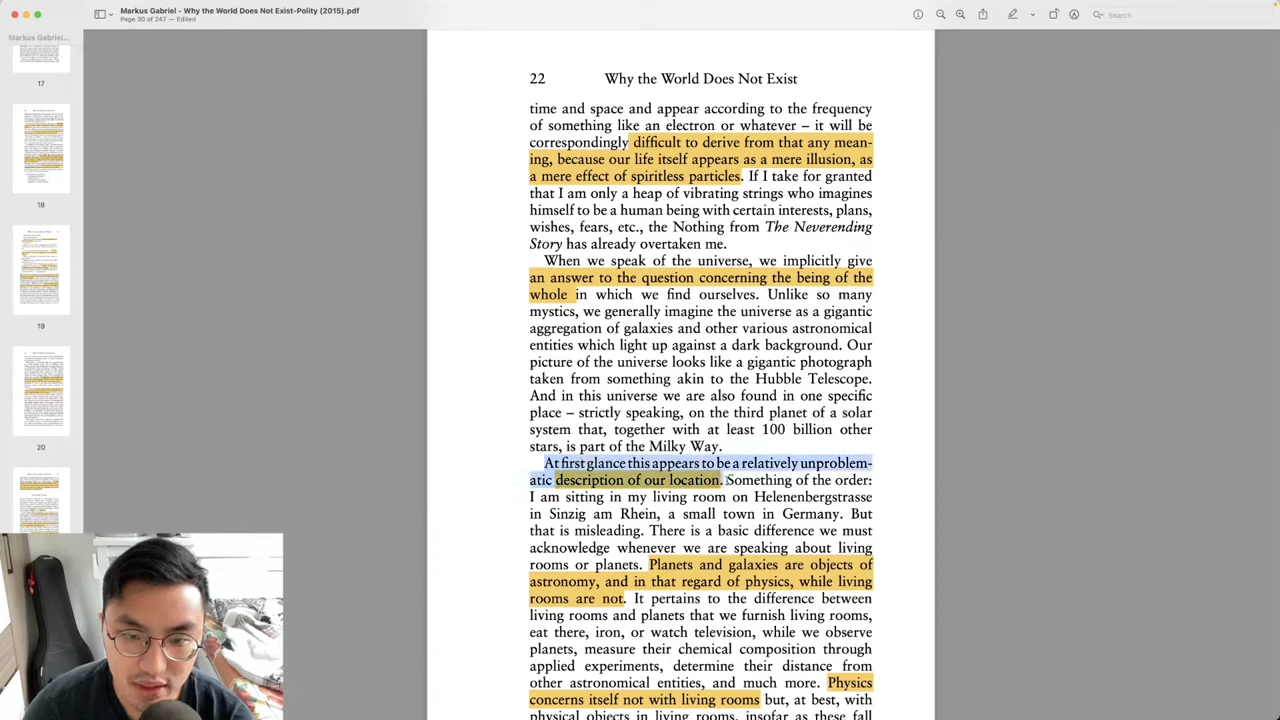 Markus Gabriel - Why the World Does Not Exist-Polity (2015).pdf
Page 30 of 247 — Edited
Search
Markus Gabriel...
17
18
19
20
22 Why the World Does Not Exist
time and space and appear according to the frequency
of something like an electron or whatever – it will be
correspondingly difficult to derive from that any mean-
ing, because our life itself appears a mere illusion, as
a mere effect of spiritless particles. If I take for granted
that I am only a heap of vibrating strings who imagines
himself to be a human being with certain interests, plans,
wishes, fears, etc., the Nothing of The Neverending
Story has already overtaken me.
When we speak of the universe we implicitly give
an answer to the question concerning the being of the
whole in which we find ourselves. Unlike so many
mystics, we generally imagine the universe as a gigantic
aggregation of galaxies and other various astronomical
entities which light up against a dark background. Our
picture of the universe looks like a gigantic photograph
taken from something akin to the Hubble Telescope.
And in this universe we are also found in one specific
place – strictly speaking, on the third planet of a solar
system that, together with at least 100 billion other
stars, is part of the Milky Way.
At first glance this appears to be a relatively unproblem-
atic description of our location, something of the order:
I am sitting in my living room on Helenenbergstrasse
in Sinzig am Rhein, a small town in Germany. But
that is misleading. There is a basic difference we must
acknowledge whenever we are speaking about living
rooms or planets. Planets and galaxies are objects of
astronomy, and in that regard of physics, while living
rooms are not. It pertains to the difference between
living rooms and planets that we furnish living rooms,
eat there, iron, or watch television, while we observe
planets, measure their chemical composition through
applied experiments, determine their distance from
other astronomical entities, and much more. Physics
concerns itself not with living rooms but, at best, with
physical objects in living rooms, insofar as these fall